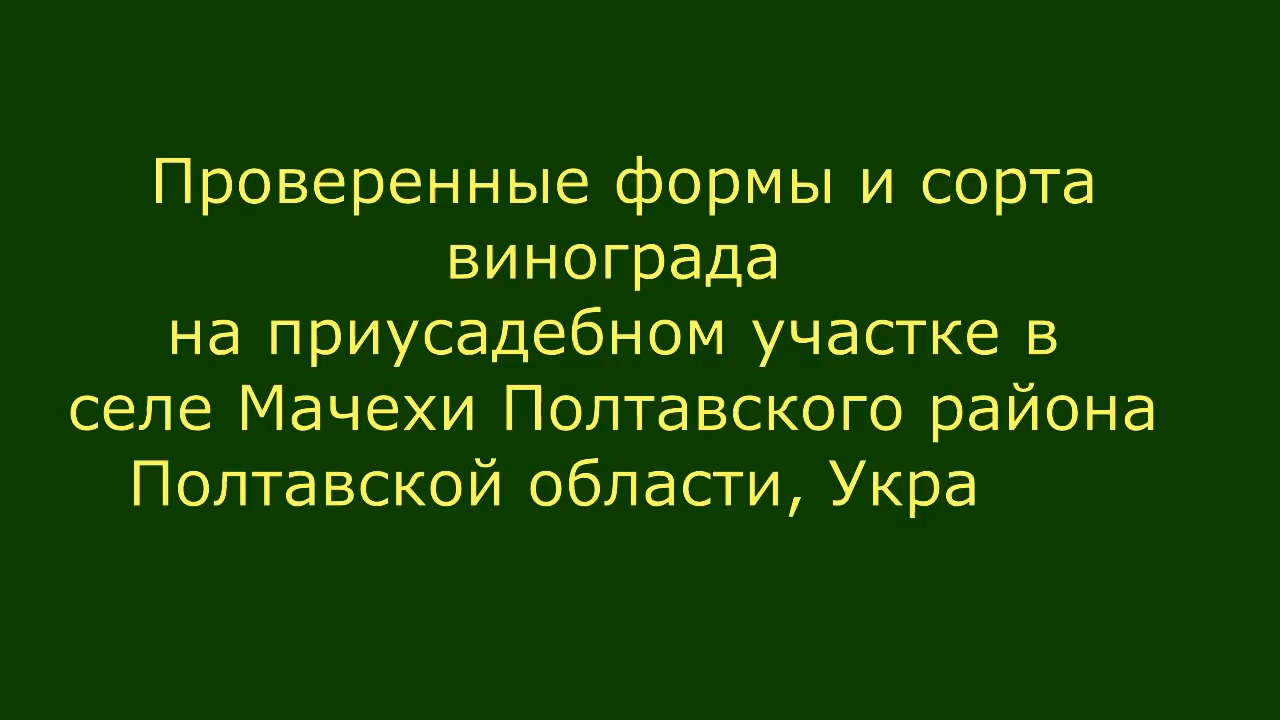 Проверенные формы и сорта
винограда
на приусадебном участке в
селе Мачехи Полтавского района
Полтавской области, Укра